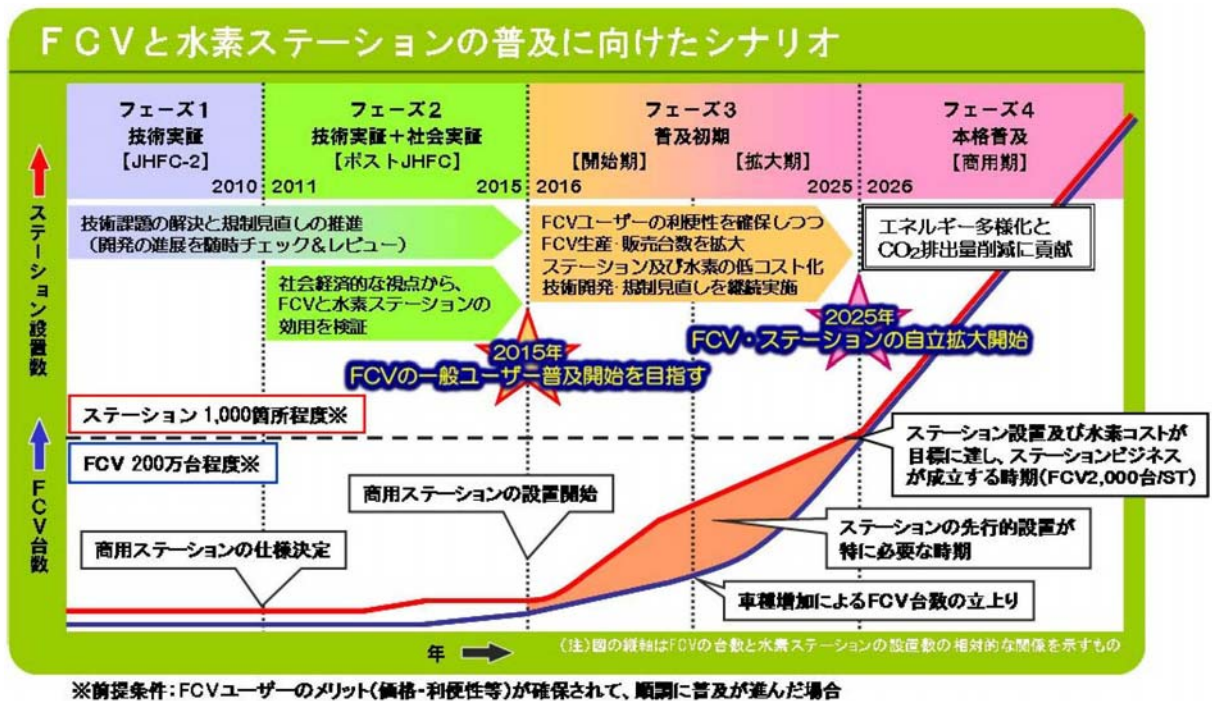 ＦＣＶと水素ステーションの普及に向けたシナリオ
フェーズ１
技術実証
【JHFC-2】
2010
フェーズ２
技術実証＋社会実証
【ポストJHFC】
2011
2015
フェーズ３
普及初期
【開始期】
【拡大期】
2016
2025
フェーズ４
本格普及
【商用期】
2026
ステーション設置数
FCV台数
技術課題の解決と規制見直しの推進
（開発の進展を随時チェック＆レビュー）
社会経済的な視点から、
FCVと水素ステーションの
効用を検証
FCVユーザーの利便性を確保しつつ
FCV生産・販売台数を拡大
ステーション及び水素の低コスト化
技術開発・規制見直しを継続実施
エネルギー多様化と
CO₂排出量削減に貢献
2015年
FCVの一般ユーザー普及開始を目指す
2025年
FCV・ステーションの自立拡大開始
ステーション 1,000箇所程度※
FCV 200万台程度※
商用ステーションの仕様決定
商用ステーションの設置開始
ステーション設置及び水素コストが
目標に達し、ステーションビジネス
が成立する時期（FCV2,000台/ST）
ステーションの先行的設置が
特に必要な時期
車種増加によるFCV台数の立上り
年
（注）図の縦軸はFCVの台数と水素ステーションの設置数の相対的な関係を示すもの
※前提条件：FCVユーザーのメリット（価格・利便性等）が確保されて、順調に普及が進んだ場合